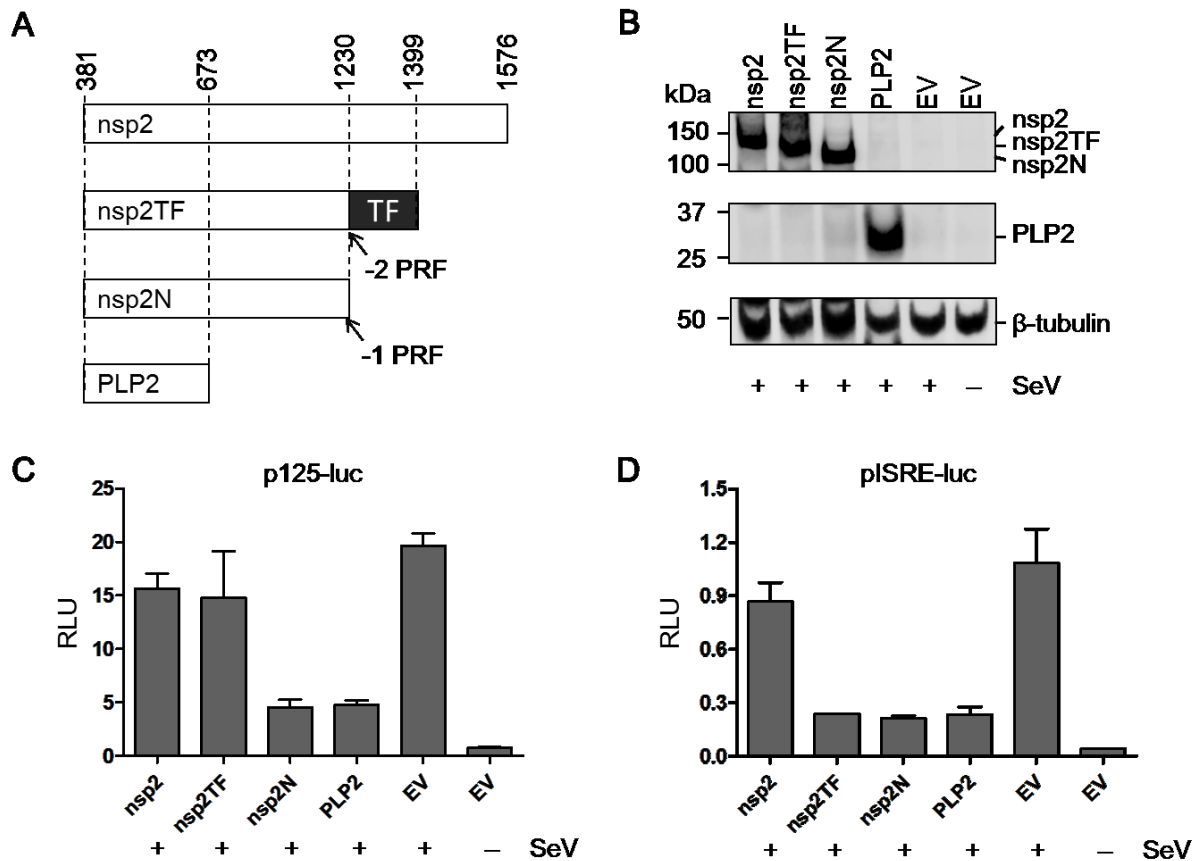 A
381 673 1230 1399 1576
nsp2
nsp2TF TF
-2 PRF
nsp2N
-1 PRF
PLP2
B
kDa nsp2 nsp2TF nsp2N PLP2 EV EV
150
100
nsp2
nsp2TF
nsp2N
37
25
PLP2
50
β-tubulin
+ + + + + – SeV
C
p125-luc
RLU
25
20
15
10
5
0
nsp2 nsp2TF nsp2N PLP2 EV EV
+ + + + + – SeV
D
pISRE-luc
RLU
1.5
1.2
0.9
0.6
0.3
0.0
nsp2 nsp2TF nsp2N PLP2 EV EV
+ + + + + – SeV